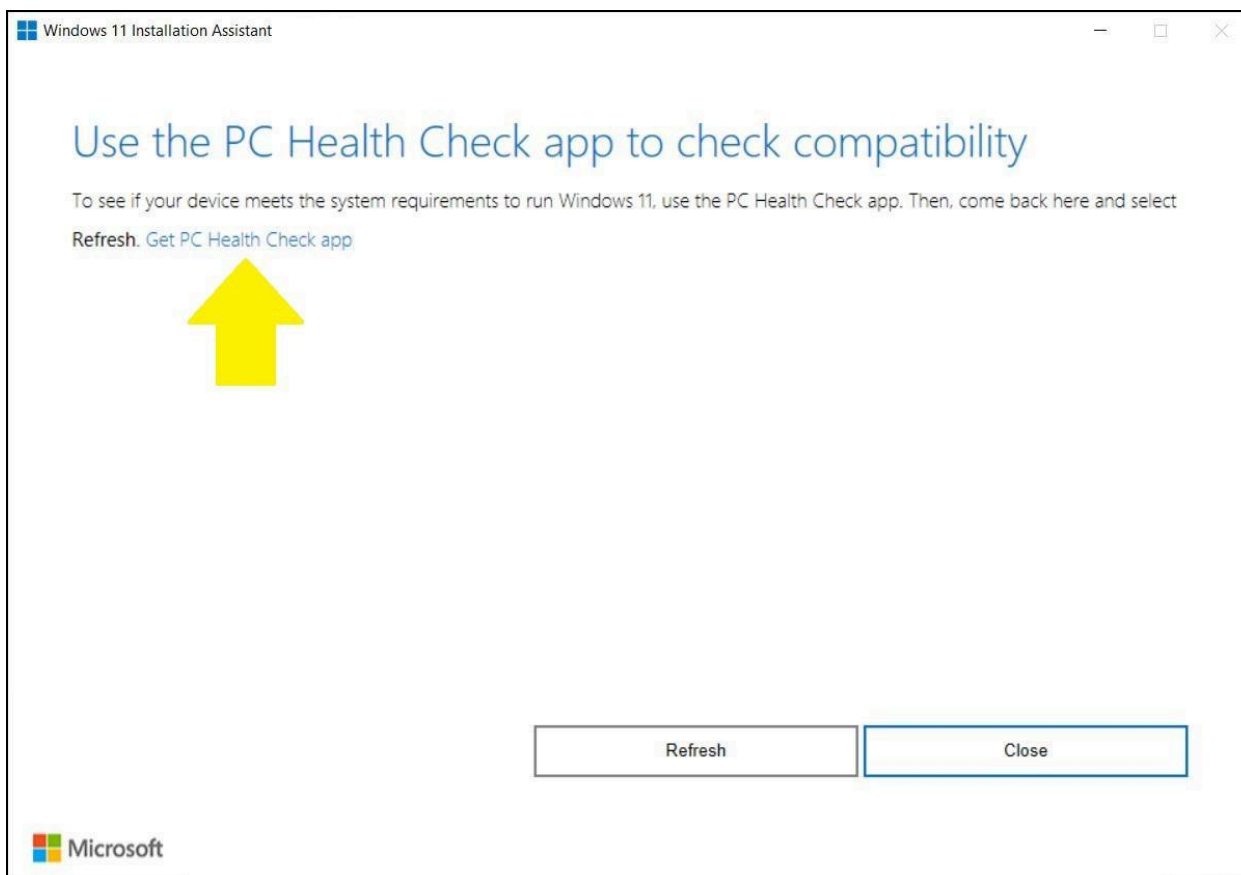 Windows 11 Installation Assistant
Use the PC Health Check app to check compatibility
To see if your device meets the system requirements to run Windows 11, use the PC Health Check app. Then, come back here and select
Refresh. Get PC Health Check app
Refresh
Close
Microsoft